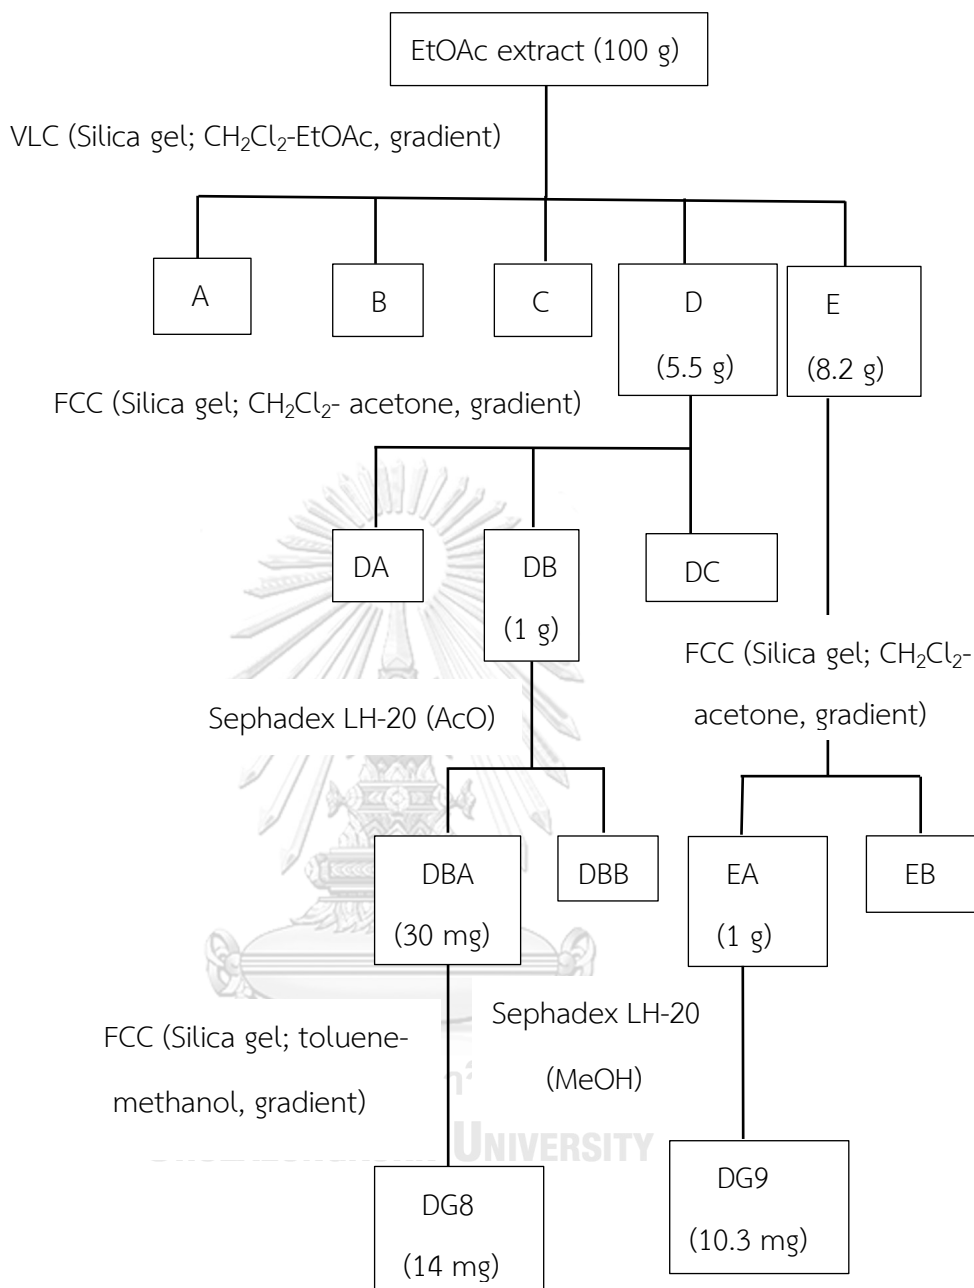 EtOAc extract (100 g)
VLC (Silica gel; CH₂Cl₂-EtOAc, gradient)
A
B
C
D
(5.5 g)
E
(8.2 g)
FCC (Silica gel; CH₂Cl₂- acetone, gradient)
DA
DB
(1 g)
DC
FCC (Silica gel; CH₂Cl₂-
acetone, gradient)
Sephadex LH-20 (AcO)
DBA
(30 mg)
DBB
EA
(1 g)
EB
FCC (Silica gel; toluene-
methanol, gradient)
Sephadex LH-20
(MeOH)
UNIVERSITY
DG8
(14 mg)
DG9
(10.3 mg)